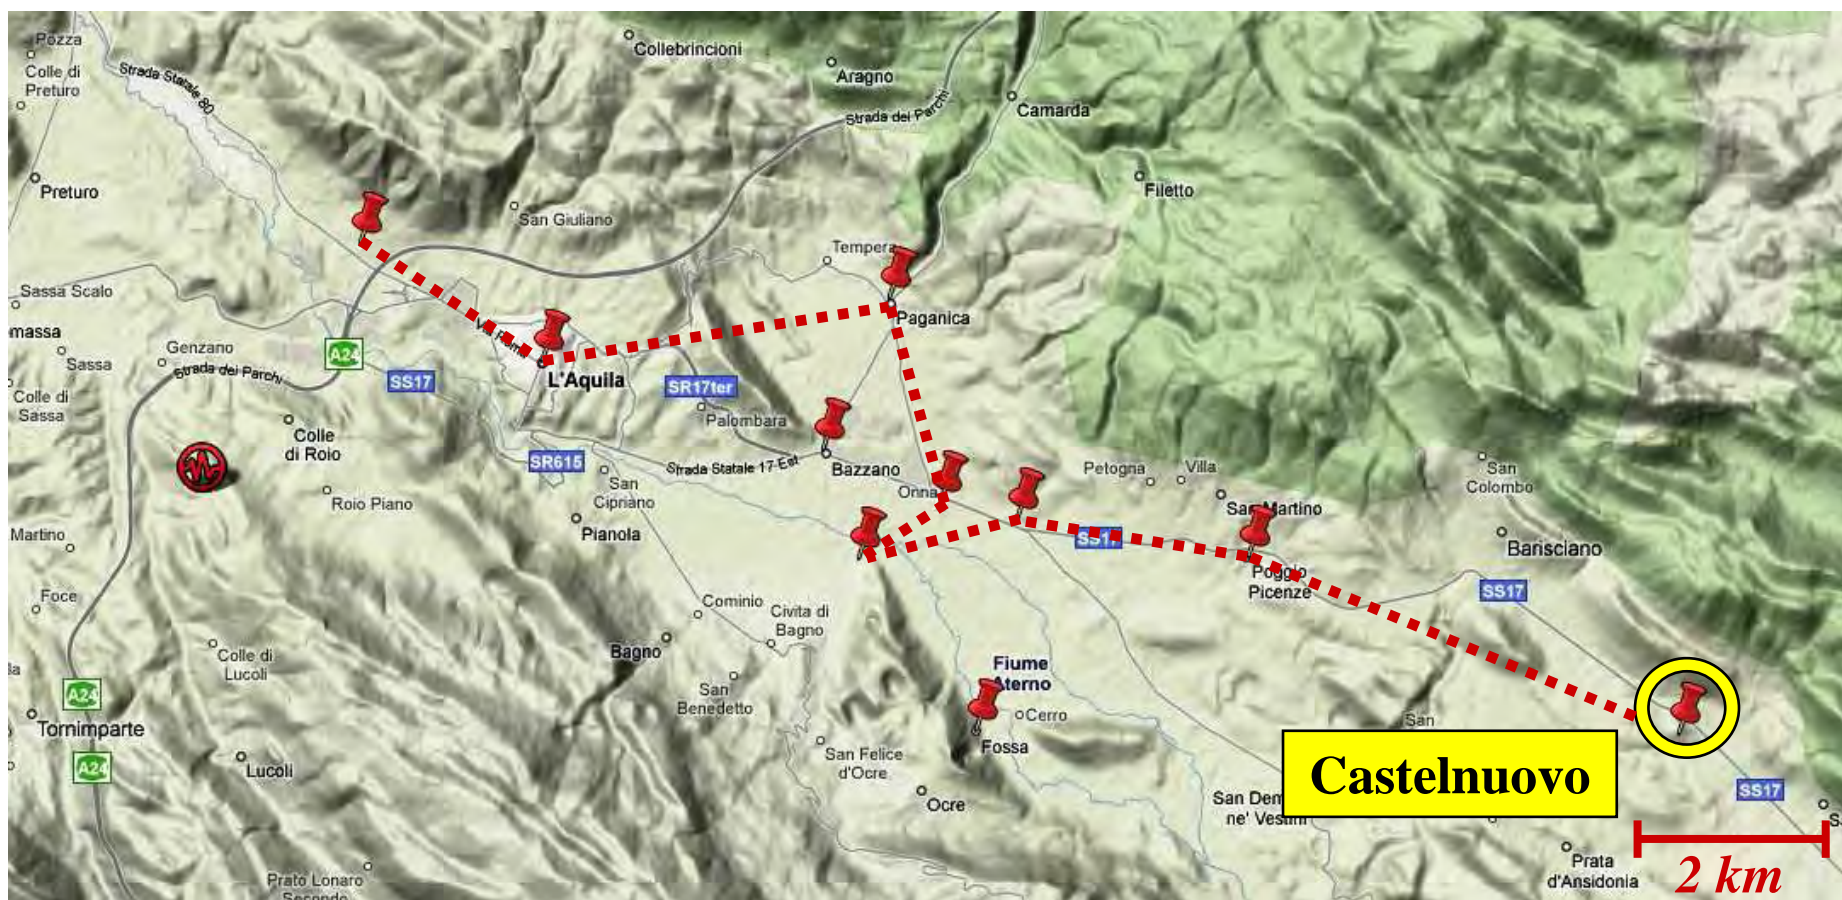 Pozza
Colle di
Preturo
Strada Statale 80
Collebrincioni
Aragno
Strada dei Parchi
Camarda
Preturo
San Giuliano
Filetto
Tempera
Sassa Scalo
Paganica
Genzano
Sassa
Strada dei Parchi
A24
SS17
L'Aquila
SR17ter
Colle di
Sassa
Palombara
Colle
di Roio
SR615
Strada Statale 17 Est
Bazzano
Petogna
Villa
San
Colombo
Roio Piano
San
Cipriano
Onna
San Martino
Martino
Pianola
SS17
Barisciano
Poggio
Picenze
SS17
Foce
Cominio
Civita di
Bagno
Colle di
Lucoli
Bagno
Fiume
Aterno
A24
San
Benedetto
Cerro
San
Tornimparte
Fossa
San Felice
d'Ocre
A24
Lucoli
Castelnuovo
SS17
Ocre
ne'
Prata
d'Ansidonia
2 km
Prato Lonaro